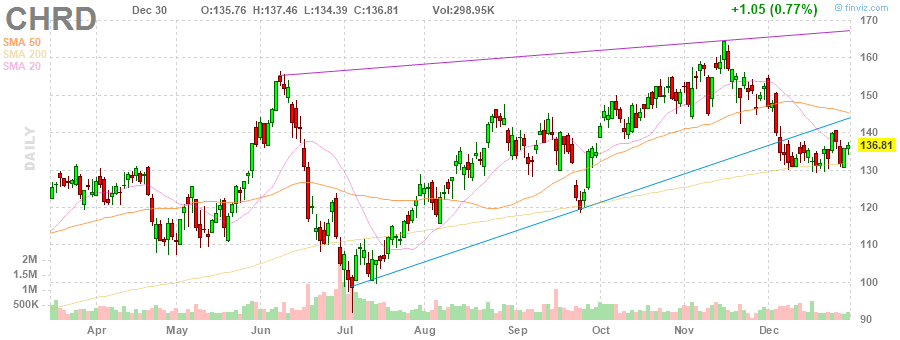 CHRD Dec 30 O:135.76 H:137.46 L:134.39 C:136.81 Vol:298.95K +1.05 (0.77%) © finviz.com
SMA 50
SMA 200
SMA 20
DAILY
170
160
150
140
136.81
130
120
110
100
90
2M
1.5M
1M
500K
Apr May Jun Jul Aug Sep Oct Nov Dec